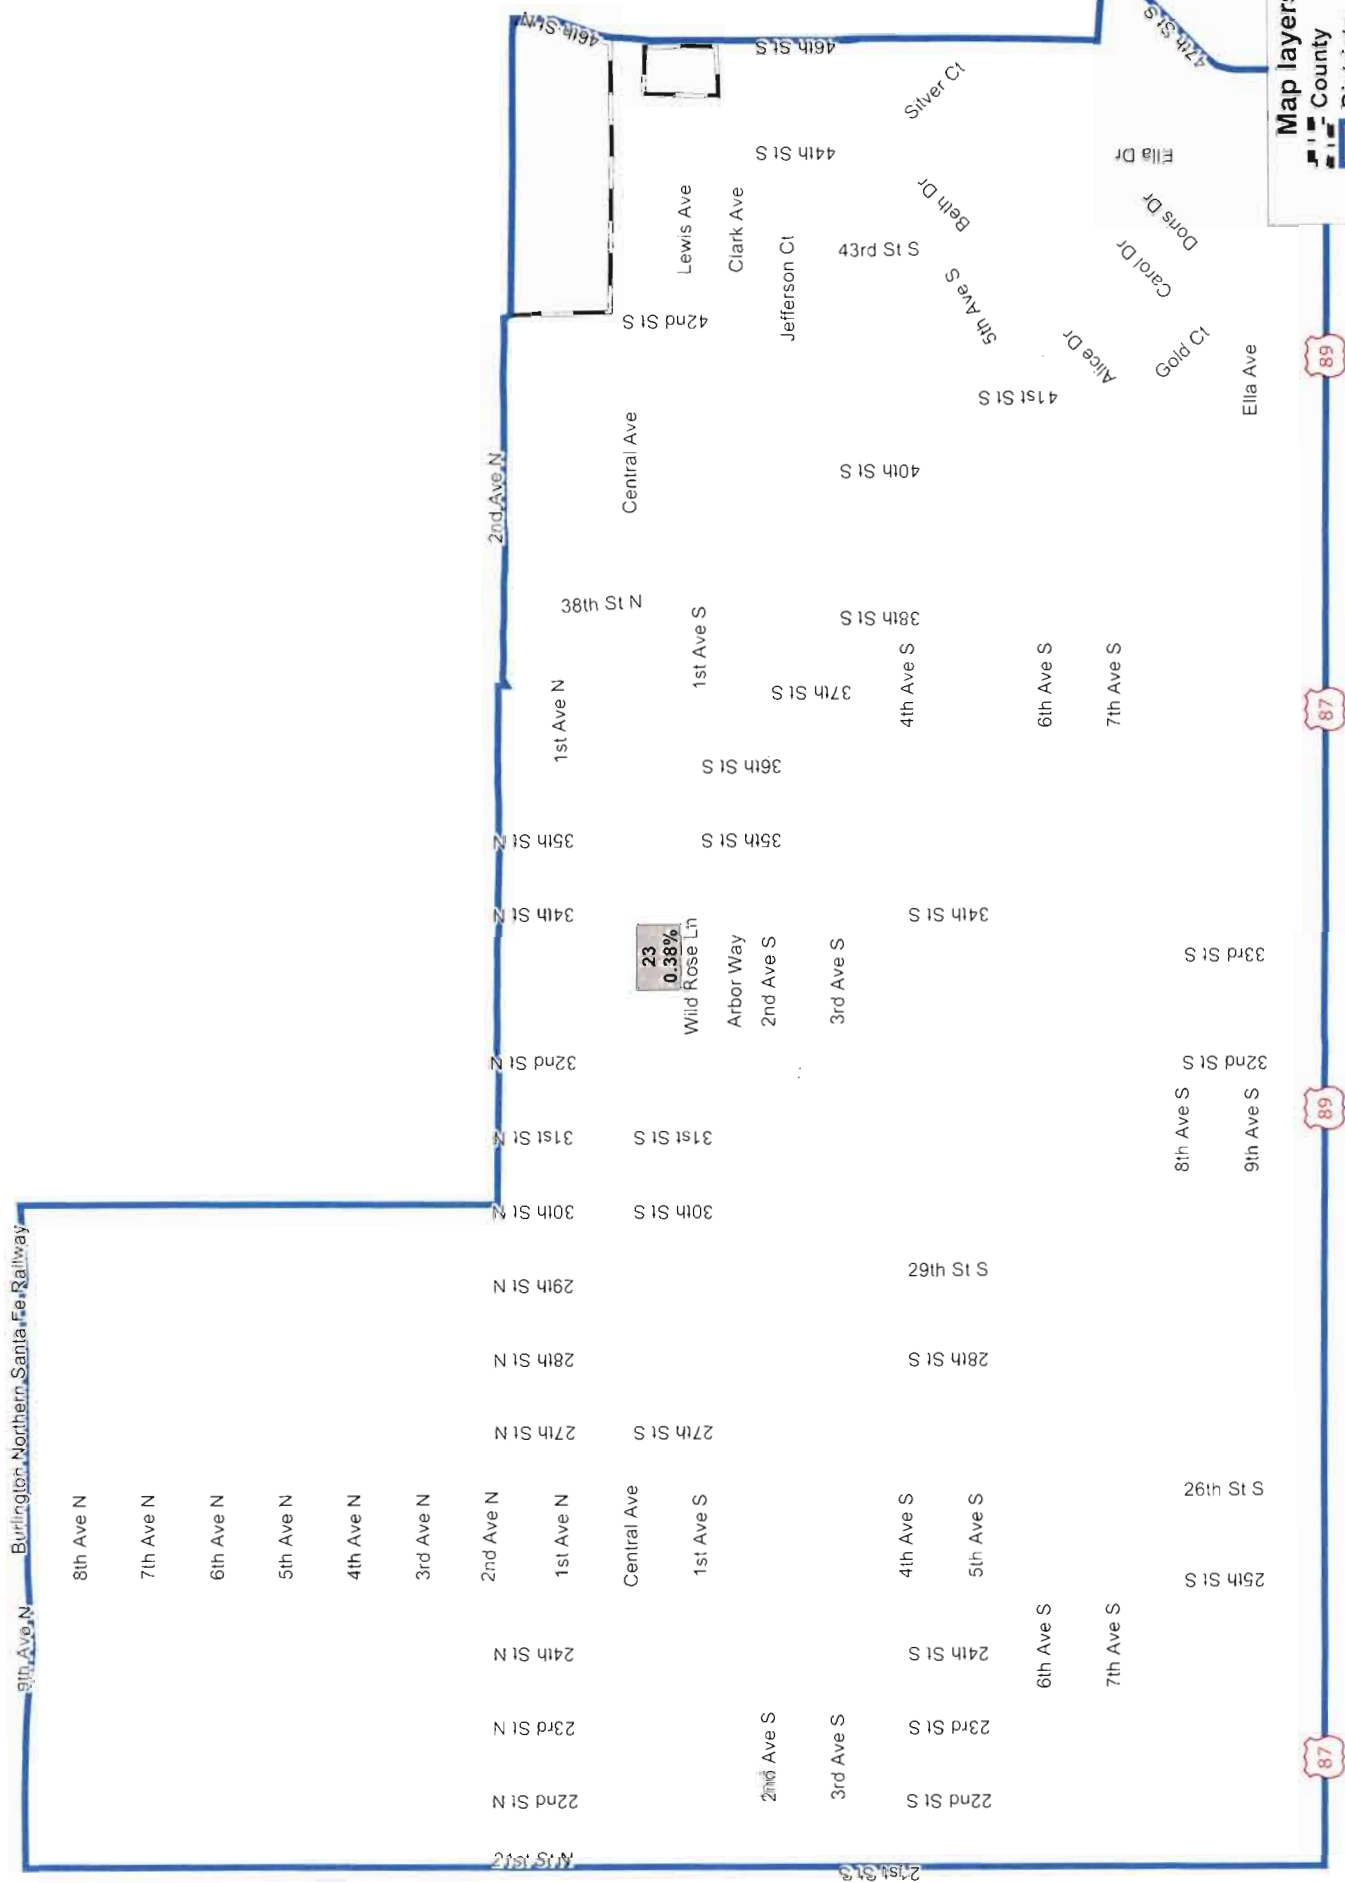 46th St N
46th St S
47th St S
Map layers
County
Silver Ct
44th St S
Ella Dr
Beth Dr
Doris Dr
Lewis Ave
Clark Ave
Jefferson Ct
43rd St S
Carol Dr
5th Ave S
42nd St S
Alice Dr
Gold Ct
Ella Ave
89
41st St S
Central Ave
40th St S
2nd Ave N
38th St N
38th St S
1st Ave S
37th St S
4th Ave S
6th Ave S
7th Ave S
87
1st Ave N
36th St S
35th St N
35th St S
34th St N
34th St S
23
0.38%
Wild Rose Ln
Arbor Way
2nd Ave S
3rd Ave S
33rd St S
32nd St N
32nd St S
8th Ave S
9th Ave S
89
31st St N
31st St S
30th St N
30th St S
Burlington Northern Santa Fe Railway
29th St N
29th St S
28th St N
28th St S
27th St N
27th St S
8th Ave N
7th Ave N
6th Ave N
5th Ave N
4th Ave N
3rd Ave N
2nd Ave N
1st Ave N
Central Ave
1st Ave S
4th Ave S
5th Ave S
26th St S
25th St S
9th Ave N
24th St N
24th St S
6th Ave S
7th Ave S
23rd St N
23rd St S
2nd Ave S
3rd Ave S
22nd St N
22nd St S
87
21st St N
21st St S